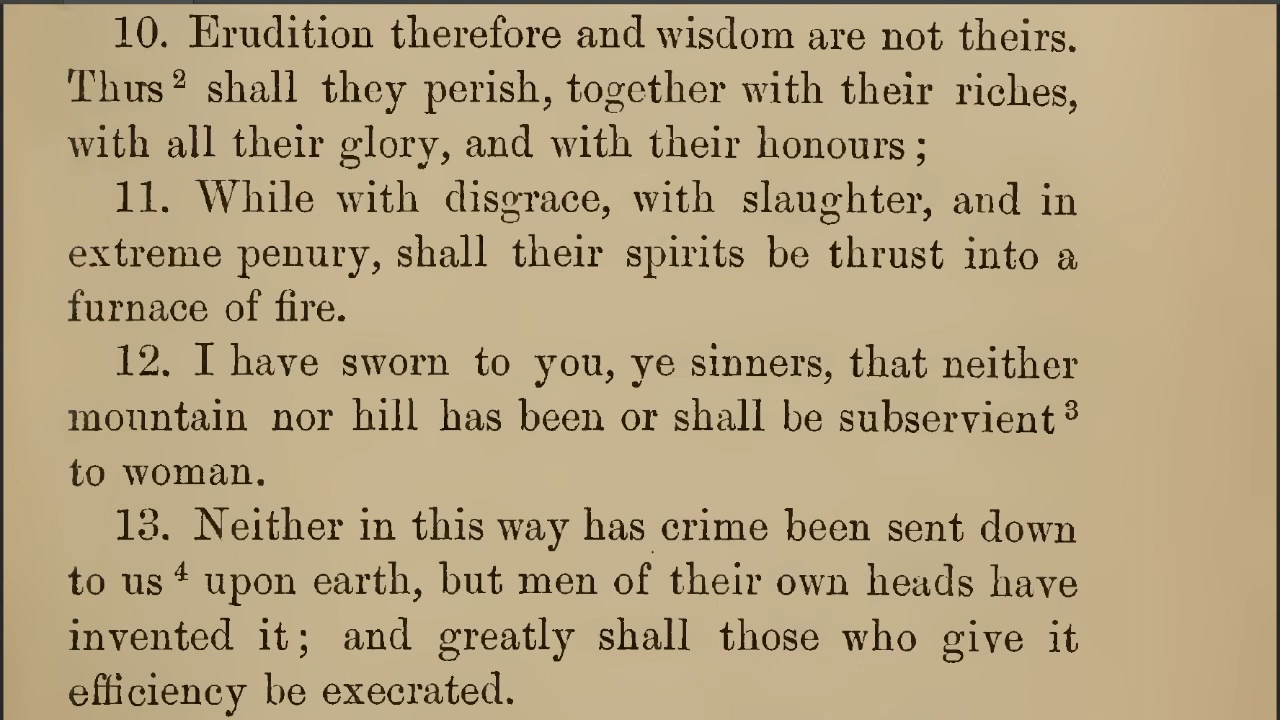 10. Erudition therefore and wisdom are not theirs.
Thus ² shall they perish, together with their riches,
with all their glory, and with their honours ;
11. While with disgrace, with slaughter, and in
extreme penury, shall their spirits be thrust into a
furnace of fire.
12. I have sworn to you, ye sinners, that neither
mountain nor hill has been or shall be subservient ³
to woman.
13. Neither in this way has crime been sent down
to us ⁴ upon earth, but men of their own heads have
invented it ; and greatly shall those who give it
efficiency be execrated.